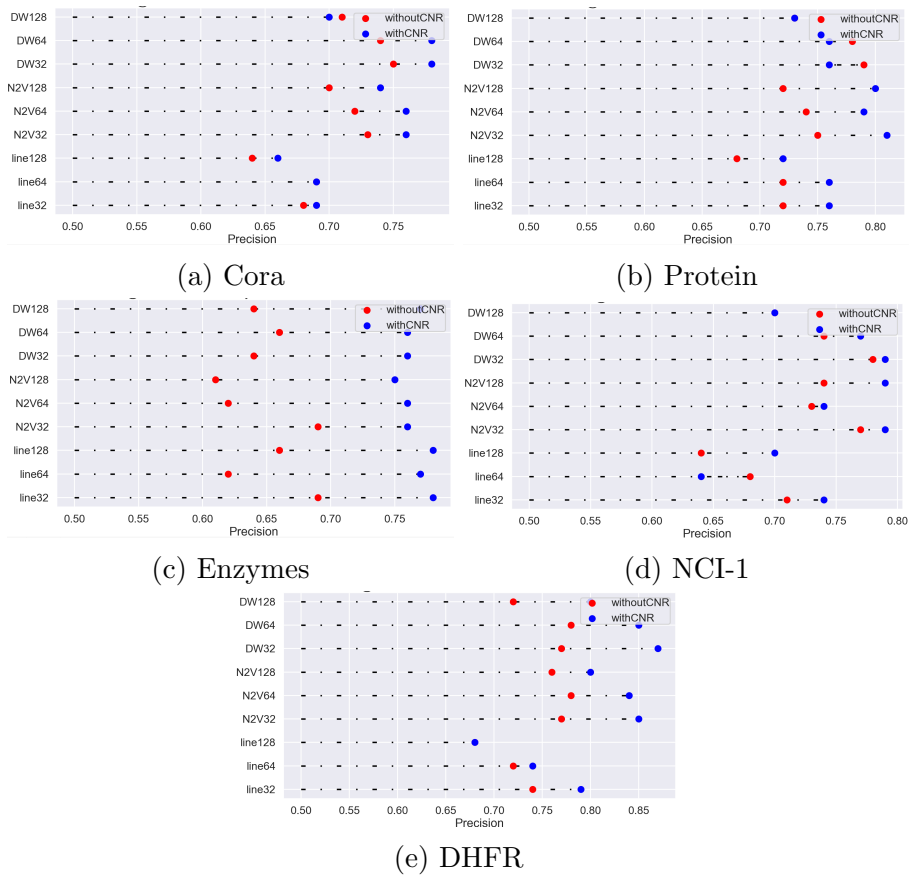 DW128
DW64
DW32
N2V128
N2V64
N2V32
line128
line64
line32
withoutCNR
withCNR
0.50 0.55 0.60 0.65 0.70 0.75
Precision
(a) Cora
DW128
DW64
DW32
N2V128
N2V64
N2V32
line128
line64
line32
withoutCNR
withCNR
0.50 0.55 0.60 0.65 0.70 0.75 0.80
Precision
(b) Protein
DW128
DW64
DW32
N2V128
N2V64
N2V32
line128
line64
line32
withoutCNR
withCNR
0.50 0.55 0.60 0.65 0.70 0.75
Precision
(c) Enzymes
DW128
DW64
DW32
N2V128
N2V64
N2V32
line128
line64
line32
withoutCNR
withCNR
0.50 0.55 0.60 0.65 0.70 0.75 0.80
Precision
(d) NCI-1
DW128
DW64
DW32
N2V128
N2V64
N2V32
line128
line64
line32
withoutCNR
withCNR
0.50 0.55 0.60 0.65 0.70 0.75 0.80 0.85
Precision
(e) DHFR